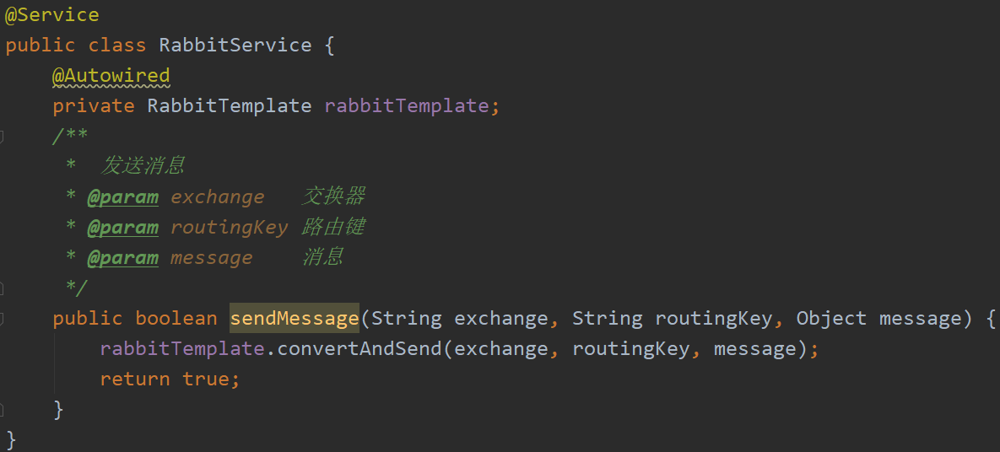 @Service
public class RabbitService {
    @Autowired
    private RabbitTemplate rabbitTemplate;
    /**
     *  发送消息
     * @param exchange   交换器
     * @param routingKey 路由键
     * @param message    消息
     */
    public boolean sendMessage(String exchange, String routingKey, Object message) {
        rabbitTemplate.convertAndSend(exchange, routingKey, message);
        return true;
    }
}